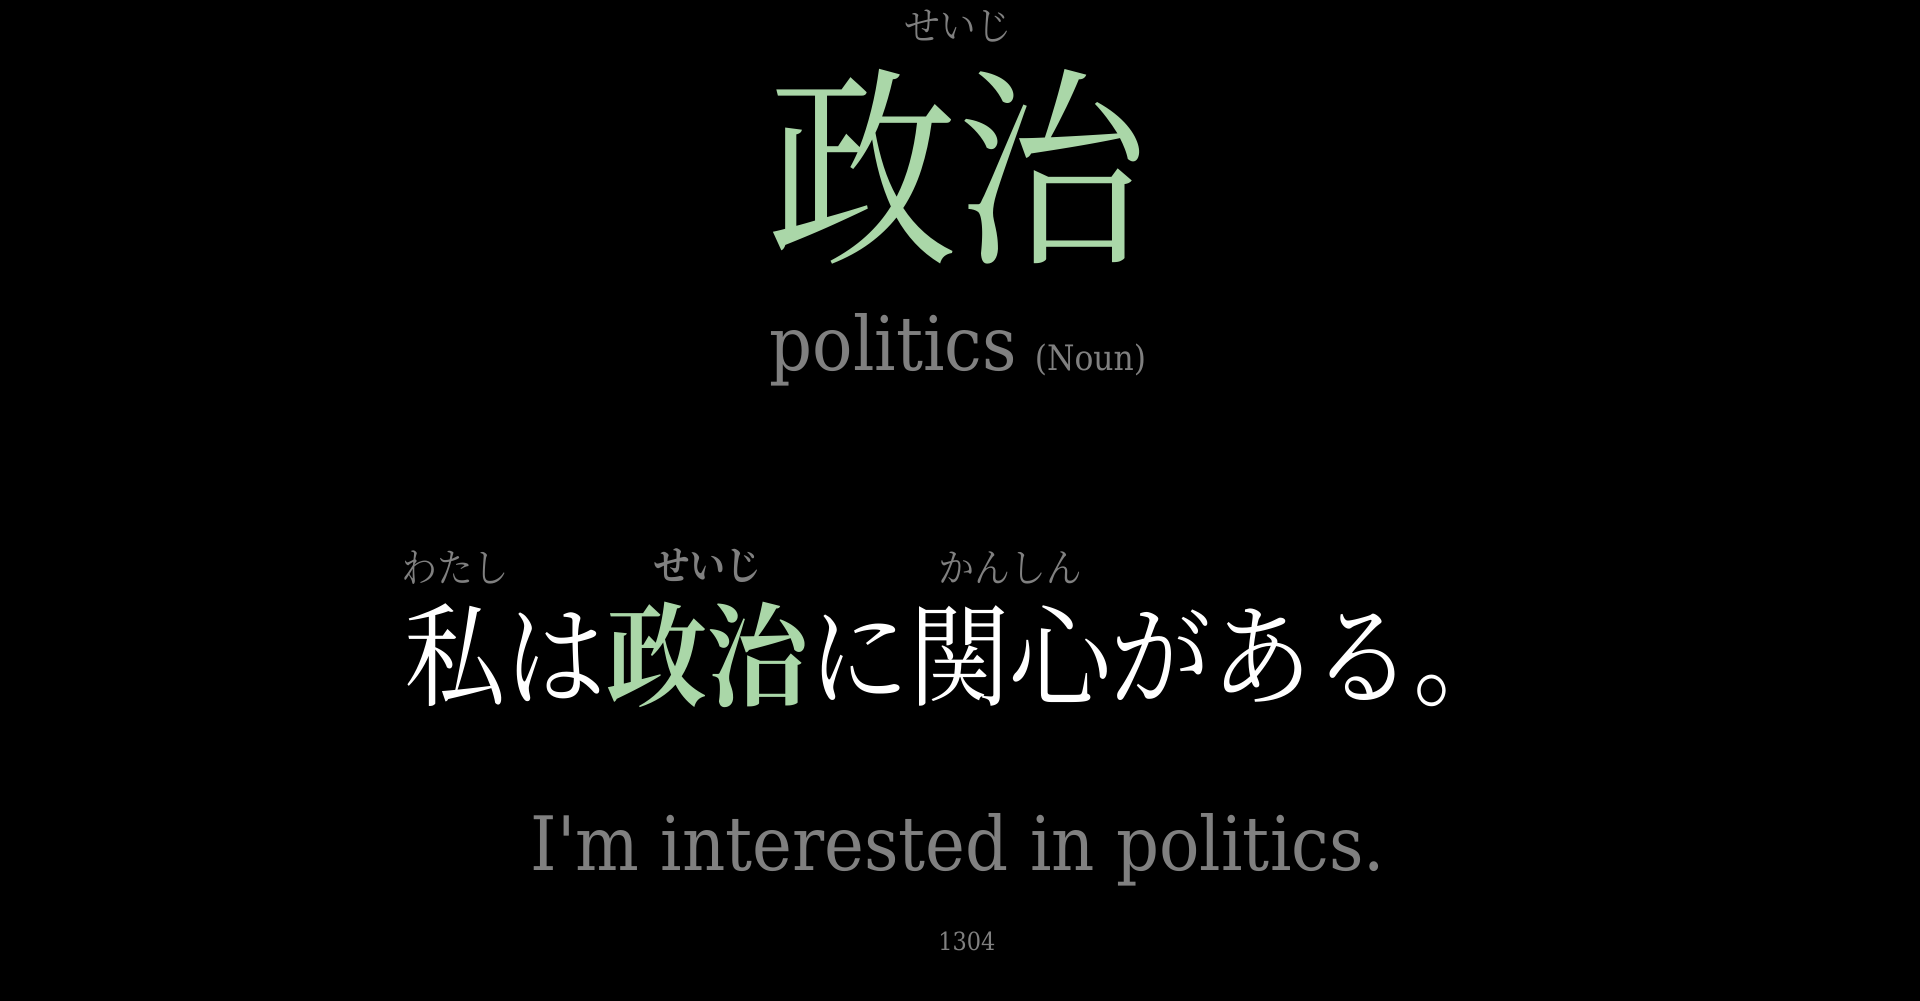 せいじ
政治
politics (Noun)
わたし せいじ かんしん
私は政治に関心がある。
I'm interested in politics.
1304